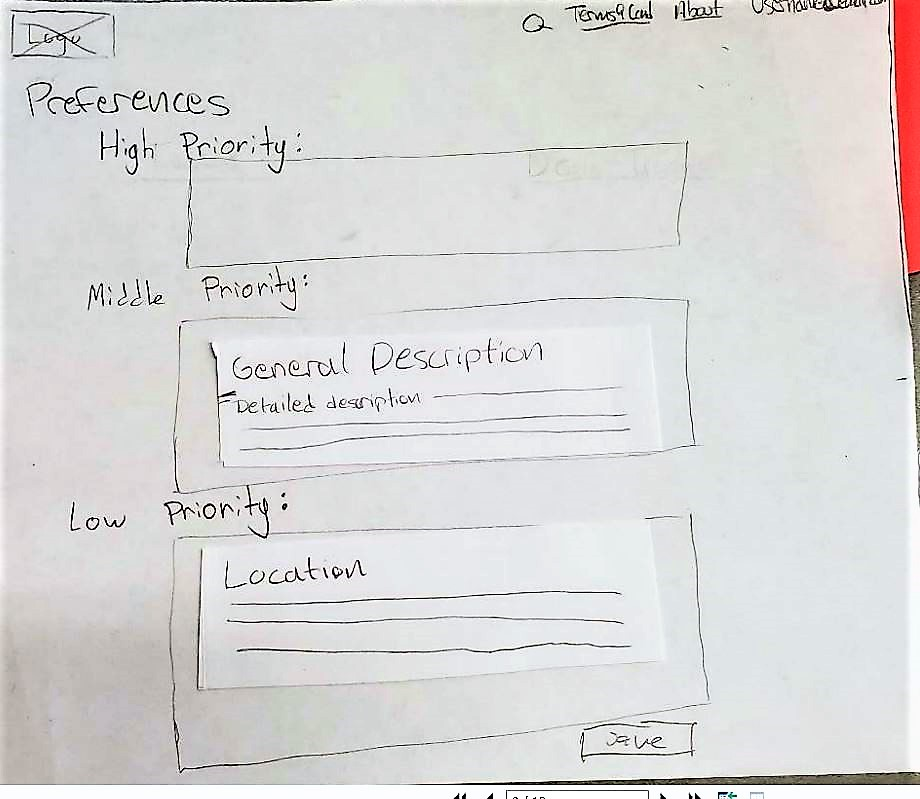 Logo
Terms&Cond About
Preferences
High Priority:
Middle Priority:
General Description
Detailed description
Low Priority:
Location
Save